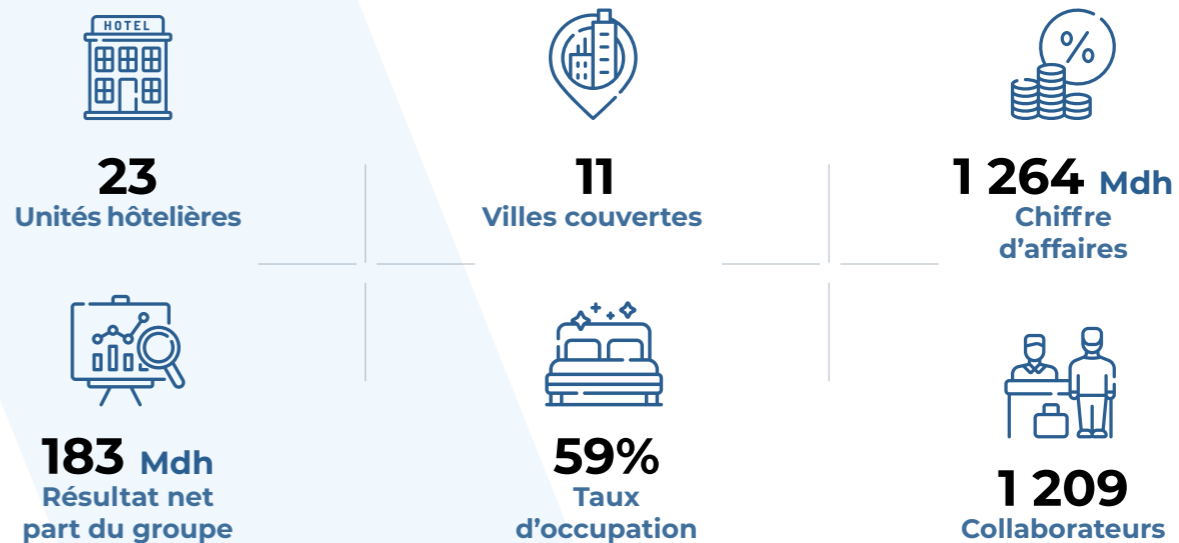 HOTEL
23
Unités hôtelières
11
Villes couvertes
%
1 264 Mdh
Chiffre
d’affaires
183 Mdh
Résultat net
part du groupe
59%
Taux
d’occupation
1 209
Collaborateurs